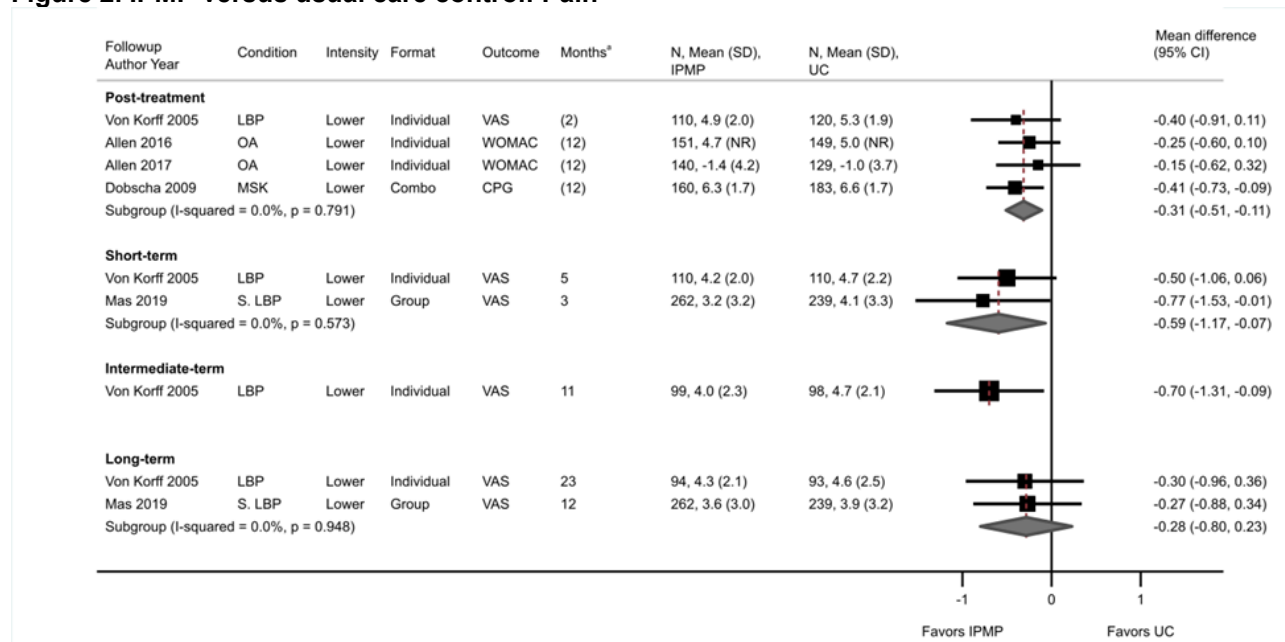 Followup Author Year Condition Intensity Format Outcome Months^a N, Mean (SD), IPMP N, Mean (SD), UC Mean difference (95% CI)
Post-treatment
Von Korff 2005 LBP Lower Individual VAS (2) 110, 4.9 (2.0) 120, 5.3 (1.9) -0.40 (-0.91, 0.11)
Allen 2016 OA Lower Individual WOMAC (12) 151, 4.7 (NR) 149, 5.0 (NR) -0.25 (-0.60, 0.10)
Allen 2017 OA Lower Individual WOMAC (12) 140, -1.4 (4.2) 129, -1.0 (3.7) -0.15 (-0.62, 0.32)
Dobscha 2009 MSK Lower Combo CPG (12) 160, 6.3 (1.7) 183, 6.6 (1.7) -0.41 (-0.73, -0.09)
Subgroup (I-squared = 0.0%, p = 0.791) -0.31 (-0.51, -0.11)
Short-term
Von Korff 2005 LBP Lower Individual VAS 5 110, 4.2 (2.0) 110, 4.7 (2.2) -0.50 (-1.06, 0.06)
Mas 2019 S. LBP Lower Group VAS 3 262, 3.2 (3.2) 239, 4.1 (3.3) -0.77 (-1.53, -0.01)
Subgroup (I-squared = 0.0%, p = 0.573) -0.59 (-1.17, -0.07)
Intermediate-term
Von Korff 2005 LBP Lower Individual VAS 11 99, 4.0 (2.3) 98, 4.7 (2.1) -0.70 (-1.31, -0.09)
Long-term
Von Korff 2005 LBP Lower Individual VAS 23 94, 4.3 (2.1) 93, 4.6 (2.5) -0.30 (-0.96, 0.36)
Mas 2019 S. LBP Lower Group VAS 12 262, 3.6 (3.0) 239, 3.9 (3.2) -0.27 (-0.88, 0.34)
Subgroup (I-squared = 0.0%, p = 0.948) -0.28 (-0.80, 0.23)
-1 0 1
Favors IPMP Favors UC